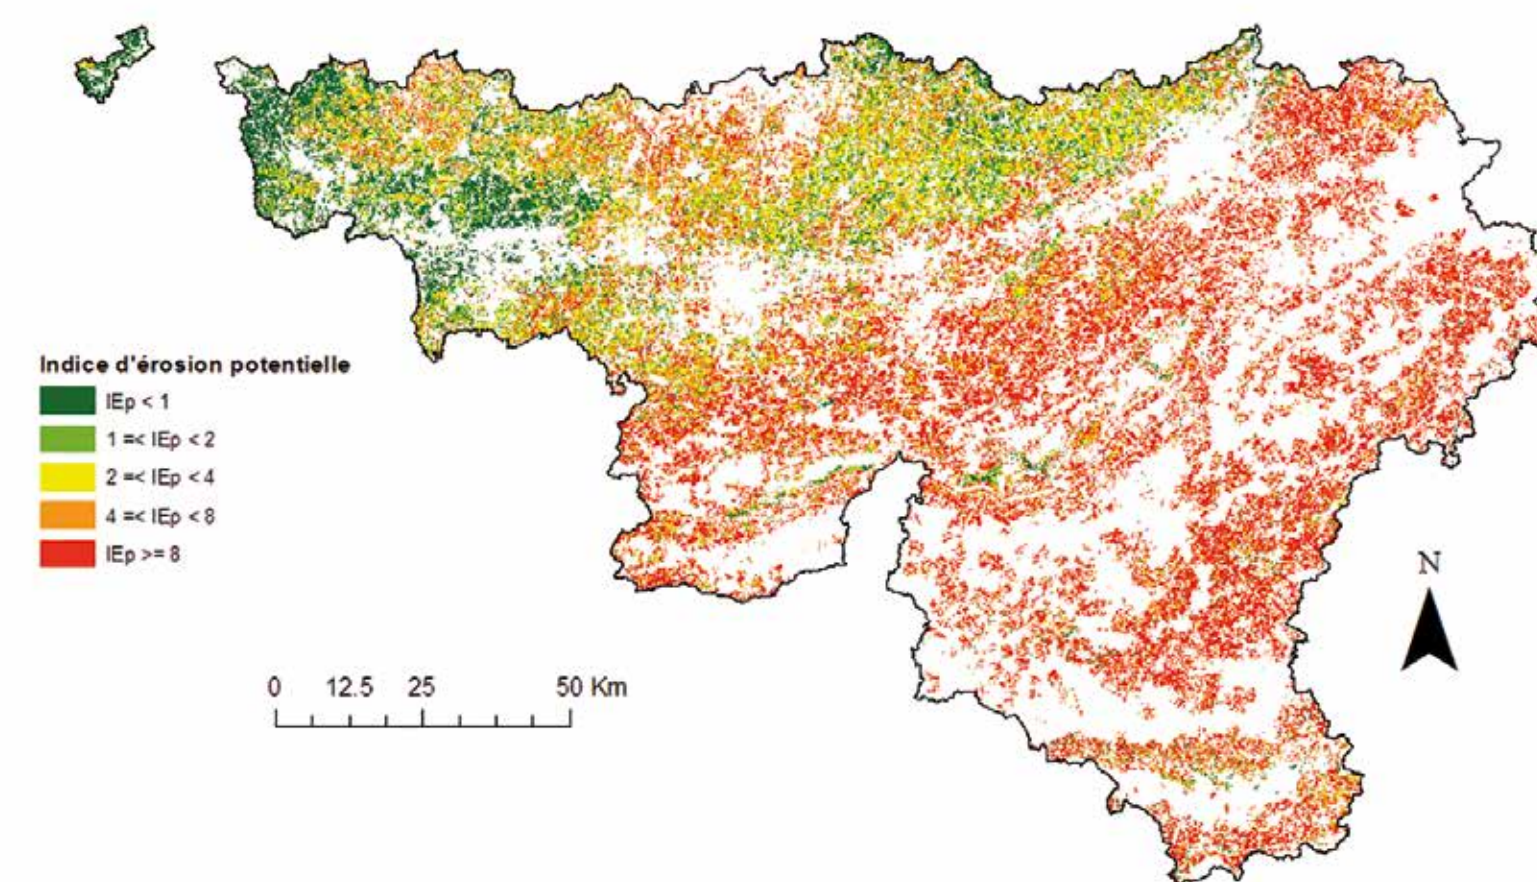 Indice d'érosion potentielle
IEp < 1
1 =< IEp < 2
2 =< IEp < 4
4 =< IEp < 8
IEp >= 8
0 12.5 25 50 Km
N